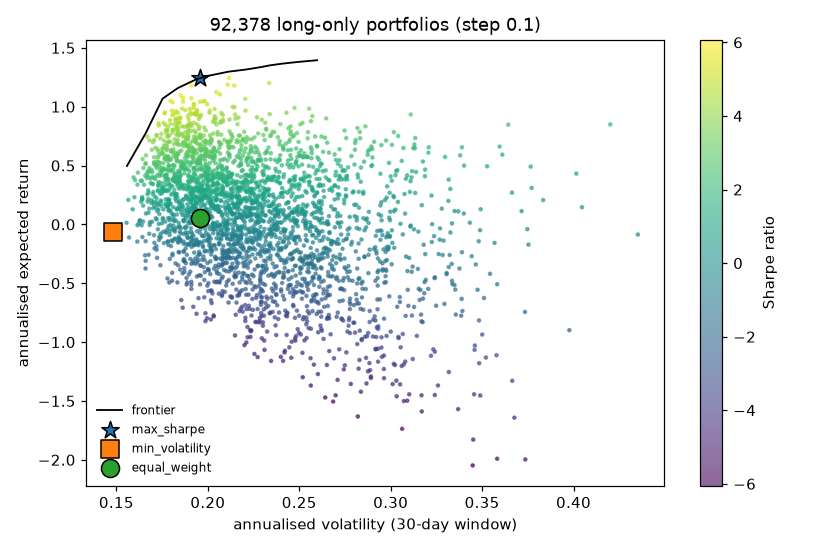 92,378 long-only portfolios (step 0.1)
annualised expected return
1.5
1.0
0.5
0.0
−0.5
−1.0
−1.5
−2.0
frontier
max_sharpe
min_volatility
equal_weight
0.15
0.20
0.25
0.30
0.35
0.40
annualised volatility (30-day window)
6
4
2
0
−2
−4
−6
Sharpe ratio